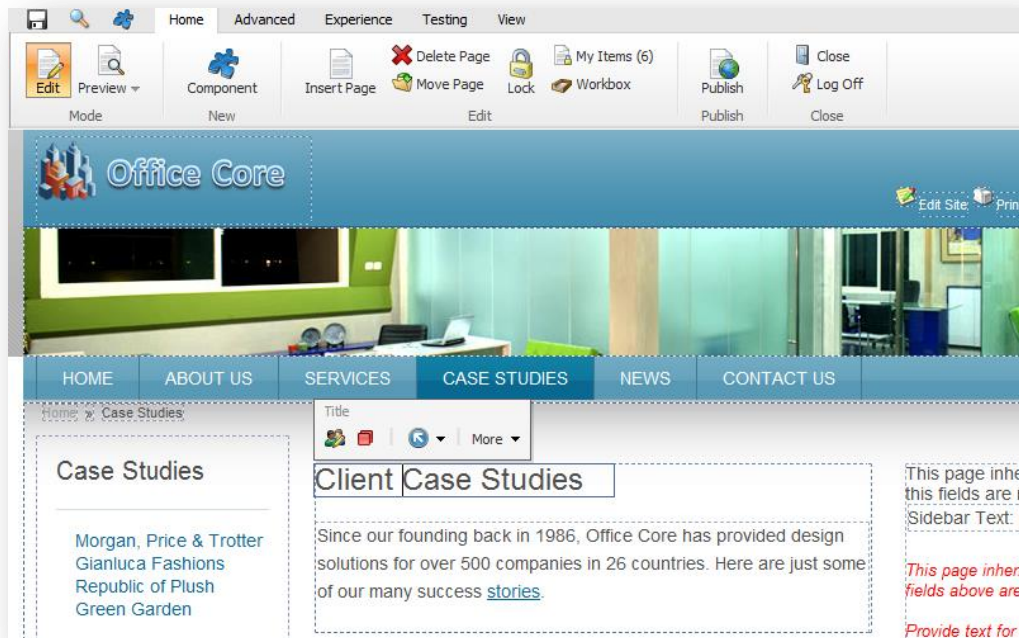 Home Advanced Experience Testing View
Edit Preview Component Insert Page Delete Page Move Page Lock My Items (6) Workbox Publish Close Log Off
Mode New Edit Publish Close
Office Core
Edit Site
HOME ABOUT US SERVICES CASE STUDIES NEWS CONTACT US
Home » Case Studies
Title
More
Case Studies
Morgan, Price & Trotter
Gianluca Fashions
Republic of Plush
Green Garden
Client Case Studies
Since our founding back in 1986, Office Core has provided design
solutions for over 500 companies in 26 countries. Here are just some
of our many success stories.
This page
this fields are
Sidebar Text:
This page
fields above
Provide text for